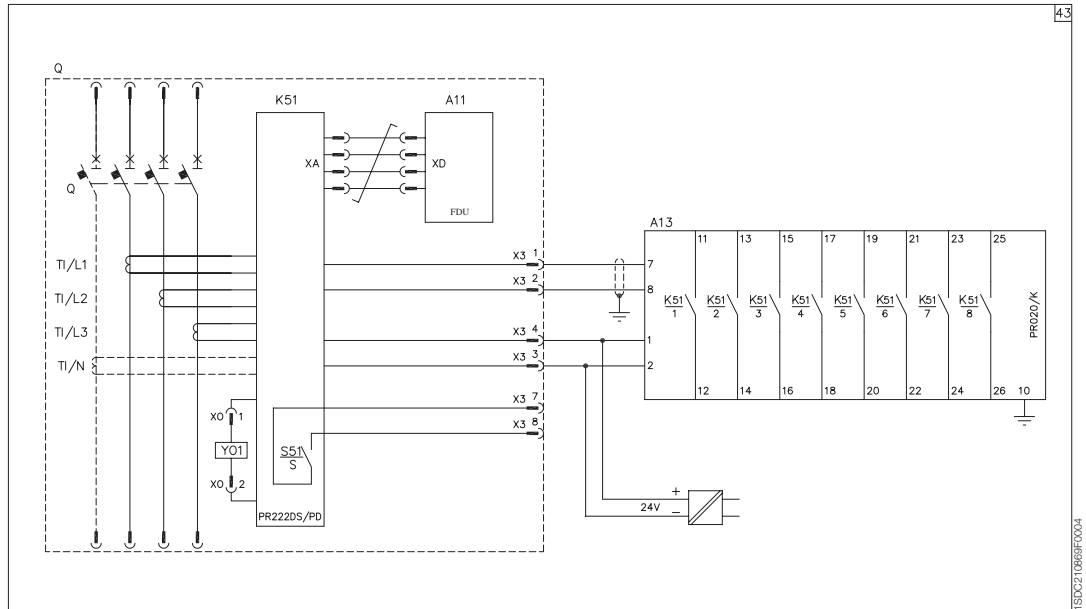 43
Q
K51
A11
XA
XD
Q
FDU
A13
11 13 15 17 19 21 23 25
TI/L1
X3 1
7
TI/L2
X3 2
8
K51 K51 K51 K51 K51 K51 K51 K51
1 2 3 4 5 6 7 8
PR020/K
TI/L3
X3 4
1
TI/N
X3 3
2
12 14 16 18 20 22 24 26 10
X3 7
X0 1
X3 8
Y01
S51
S
X0 2
+
24V
−
PR222DS/PD
1SDC210869F0004